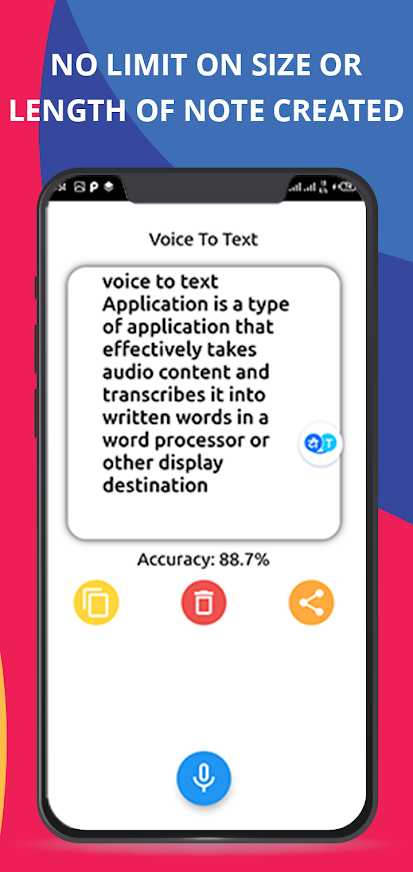 NO LIMIT ON SIZE OR
LENGTH OF NOTE CREATED
Voice To Text
voice to text
Application is a type
of application that
effectively takes
audio content and
transcribes it into
written words in a
word processor or
other display
destination
Accuracy: 88.7%